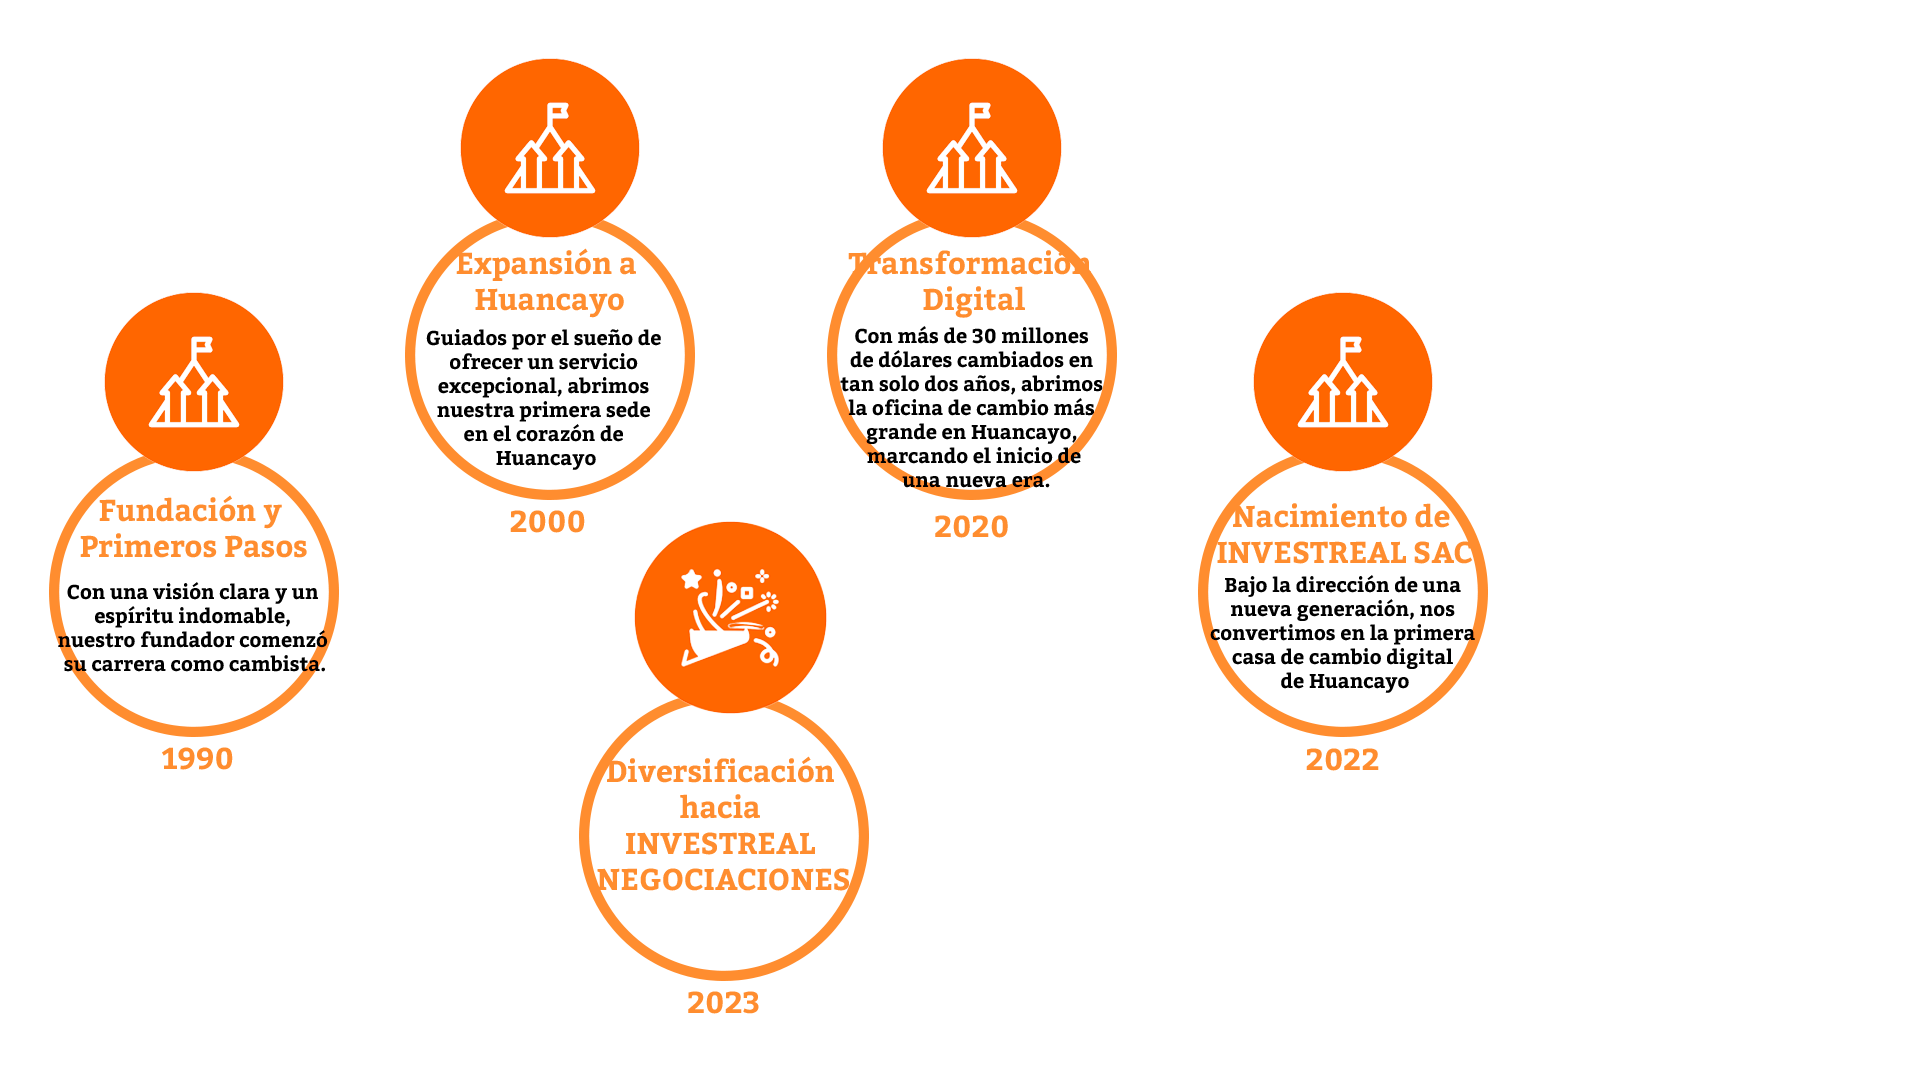 Fundación y
Primeros Pasos
Con una visión clara y un
espíritu indomable,
nuestro fundador comenzó
su carrera como cambista.
1990
Expansión a
Huancayo
Guiados por el sueño de
ofrecer un servicio
excepcional, abrimos
nuestra primera sede
en el corazón de
Huancayo
2000
Transformación
Digital
Con más de 30 millones
de dólares cambiados en
tan solo dos años, abrimos
la oficina de cambio más
grande en Huancayo,
marcando el inicio de
una nueva era.
2020
Nacimiento de
INVESTREAL SAC
Bajo la dirección de una
nueva generación, nos
convertimos en la primera
casa de cambio digital
de Huancayo
2022
Diversificación
hacia
INVESTREAL
NEGOCIACIONES
2023